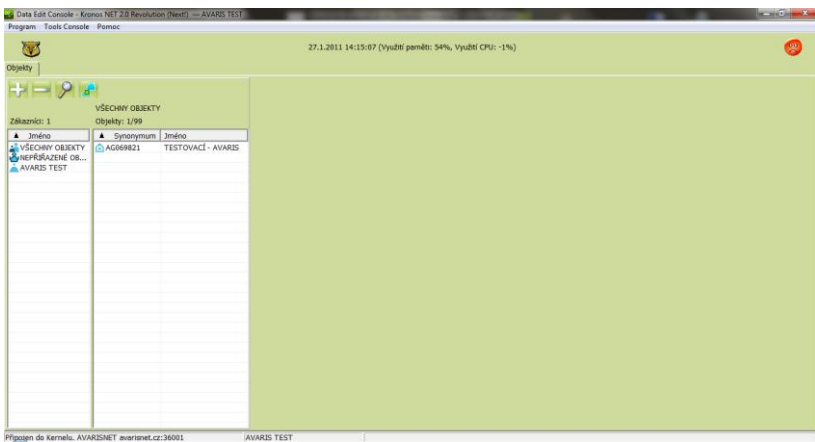 Data Edit Console - Kronos NET 2.0 Revolution (Next!) — AVARIS TEST
Program Tools Console Pomoc
27.1.2011 14:15:07 (Využití paměti: 54%, Využití CPU: -1%)
Objekty
VŠECHNY OBJEKTY
Zákazníci: 1 Objekty: 1/99
▲ Jméno ▲ Synonymum Jméno
VŠECHNY OBJEKTY AG069821 TESTOVACÍ - AVARIS
NEPŘIŘAZENÉ OB...
AVARIS TEST
Připojen do Kernelu. AVARISNET avarisnet.cz:36001 AVARIS TEST